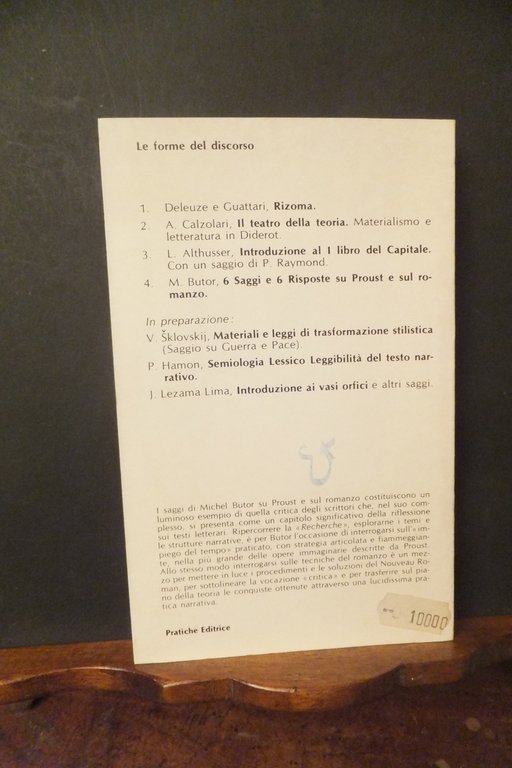 Le forme del discorso
1. Deleuze e Guattari, Rizoma.
2. A. Calzolari, Il teatro della teoria. Materialismo e
letteratura in Diderot.
3. L. Althusser, Introduzione al I libro del Capitale.
Con un saggio di P. Raymond.
4. M. Butor, 6 Saggi e 6 Risposte su Proust e sul ro-
manzo.
In preparazione:
V. Šklovskij, Materiali e leggi di trasformazione stilistica
(Saggio su Guerra e Pace).
P. Hamon, Semiologia Lessico Leggibilità del testo nar-
rativo.
J. Lezama Lima, Introduzione ai vasi orfici e altri saggi.
I saggi di Michel Butor su Proust e sul romanzo costituiscono un
luminoso esempio di quella critica degli scrittori che, nel suo com-
plesso, si presenta come un capitolo significativo della riflessione
sui testi letterari. Ripercorrere la «Recherche», esplorarne i temi e
le strutture narrative, è per Butor l'occasione di interrogarsi sull'«im-
piego del tempo» praticato, con strategia articolata e fiammeggian-
te, nella più grande delle opere immaginarie descritte da Proust.
Allo stesso modo interrogarsi sulle tecniche del romanzo è un mez-
zo per mettere in luce i procedimenti e le soluzioni del Nouveau Ro-
man, per sottolineare la vocazione «critica» e per trasferire sul pia-
no della teoria le conquiste ottenute attraverso una lucidissima pra-
tica narrativa.
10000
Pratiche Editrice